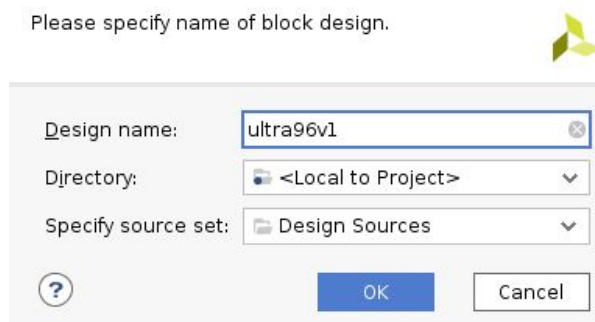 Please specify name of block design.
Design name: ultra96v1
Directory: <Local to Project>
Specify source set: Design Sources
? OK Cancel